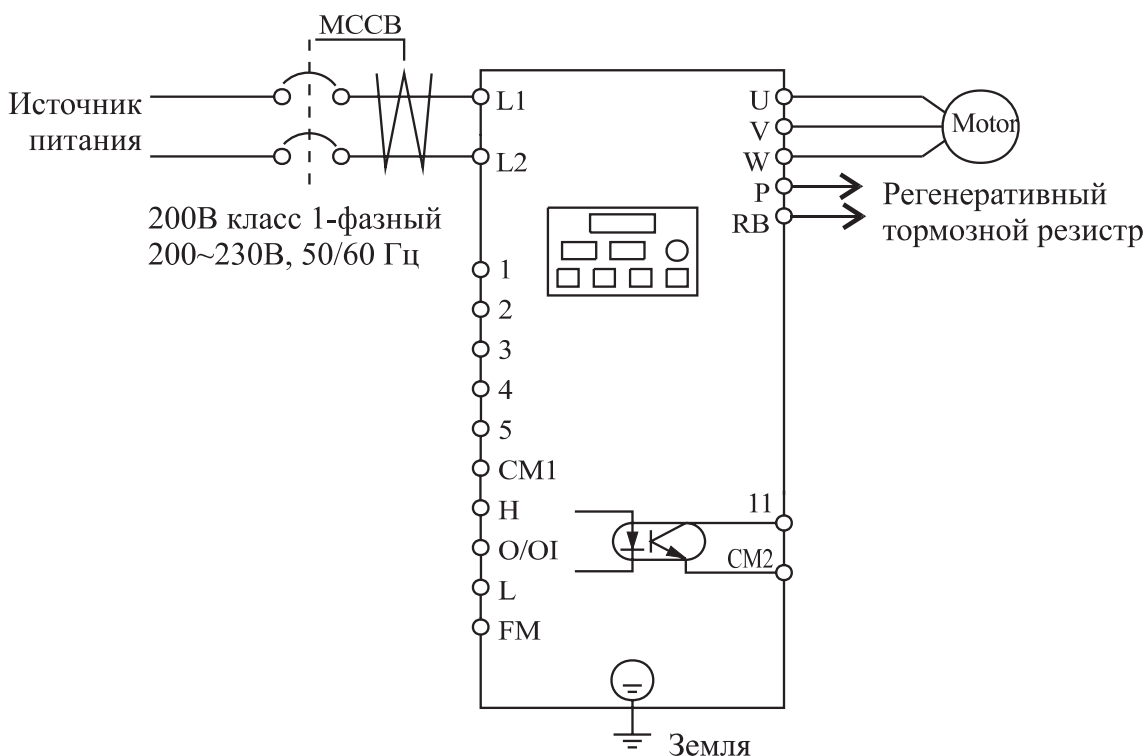 MCCB
Источник
питания
L1
L2
200В класс 1-фазный
200~230В, 50/60 Гц
1
2
3
4
5
CM1
H
O/OI
L
FM
U
V
W
P
RB
Motor
Регенеративный
тормозной резистр
11
CM2
Земля